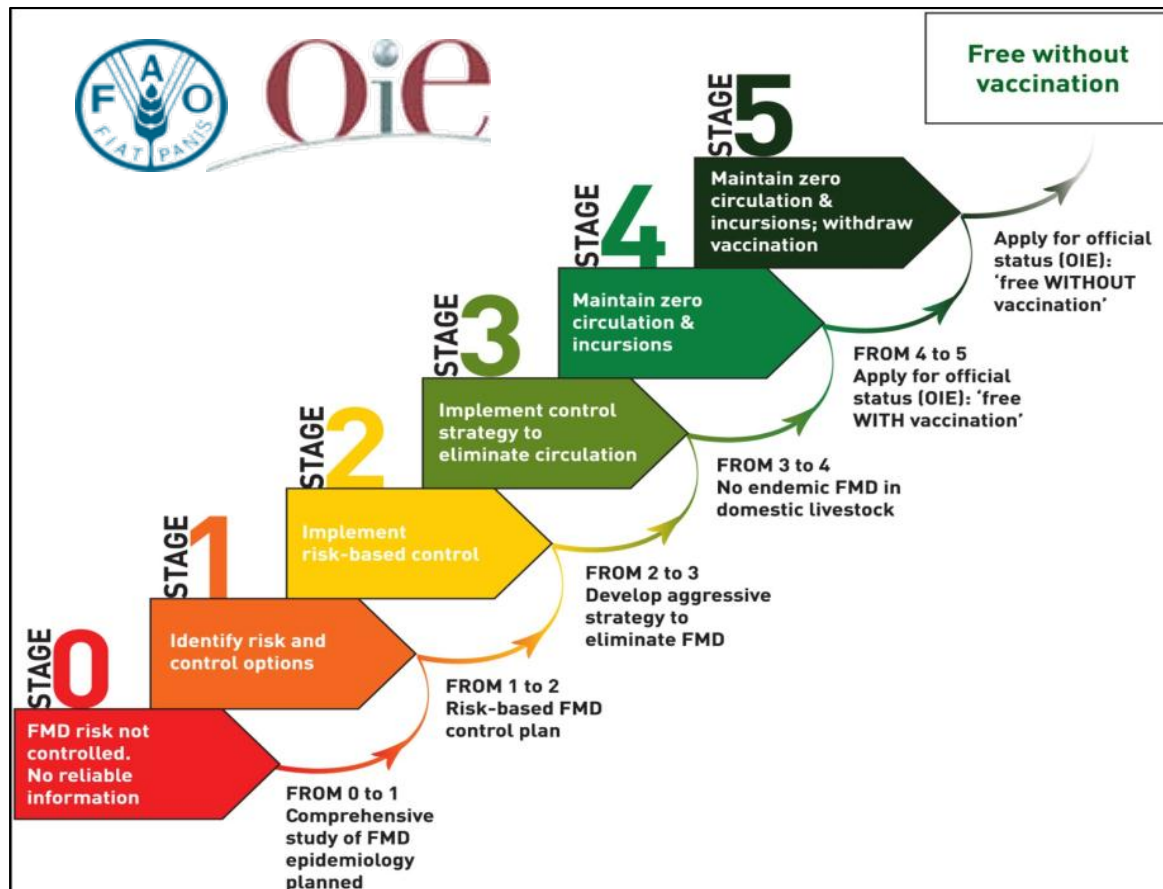 FAO
FIAT PANIS
OiE
Free without
vaccination
STAGE 5
Maintain zero
circulation &
incursions; withdraw
vaccination
Apply for official
status (OIE):
‘free WITHOUT
vaccination’
STAGE 4
Maintain zero
circulation &
incursions
FROM 4 to 5
Apply for official
status (OIE): ‘free
WITH vaccination’
STAGE 3
Implement control
strategy to
eliminate circulation
FROM 3 to 4
No endemic FMD in
domestic livestock
STAGE 2
Implement
risk-based control
FROM 2 to 3
Develop aggressive
strategy to
eliminate FMD
STAGE 1
Identify risk and
control options
FROM 1 to 2
Risk-based FMD
control plan
STAGE 0
FMD risk not
controlled.
No reliable
information
FROM 0 to 1
Comprehensive
study of FMD
epidemiology
planned